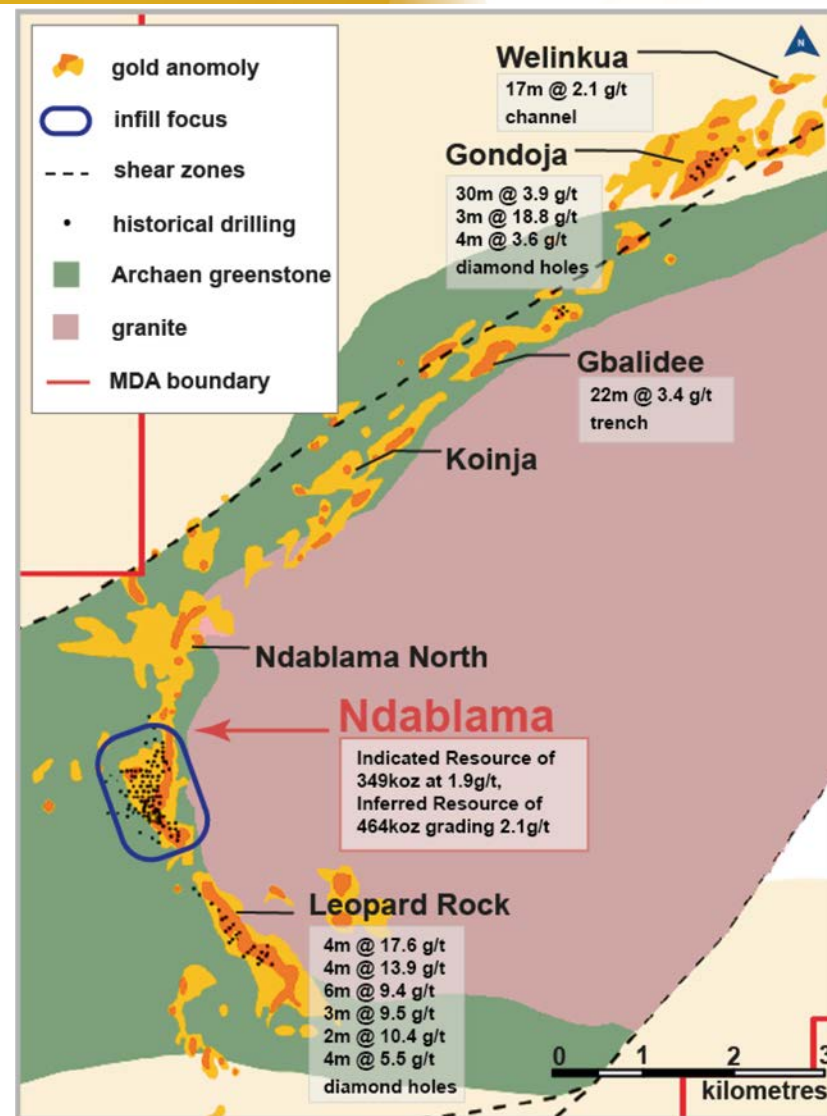 gold anomoly
infill focus
shear zones
historical drilling
Archaen greenstone
granite
MDA boundary
N
Welinkua
17m @ 2.1 g/t
channel
Gondoja
30m @ 3.9 g/t
3m @ 18.8 g/t
4m @ 3.6 g/t
diamond holes
Gbalidee
22m @ 3.4 g/t
trench
Koinja
Ndablama North
Ndablama
Indicated Resource of
349koz at 1.9g/t,
Inferred Resource of
464koz grading 2.1g/t
Leopard Rock
4m @ 17.6 g/t
4m @ 13.9 g/t
6m @ 9.4 g/t
3m @ 9.5 g/t
2m @ 10.4 g/t
4m @ 5.5 g/t
diamond holes
0 1 2 3
kilometres